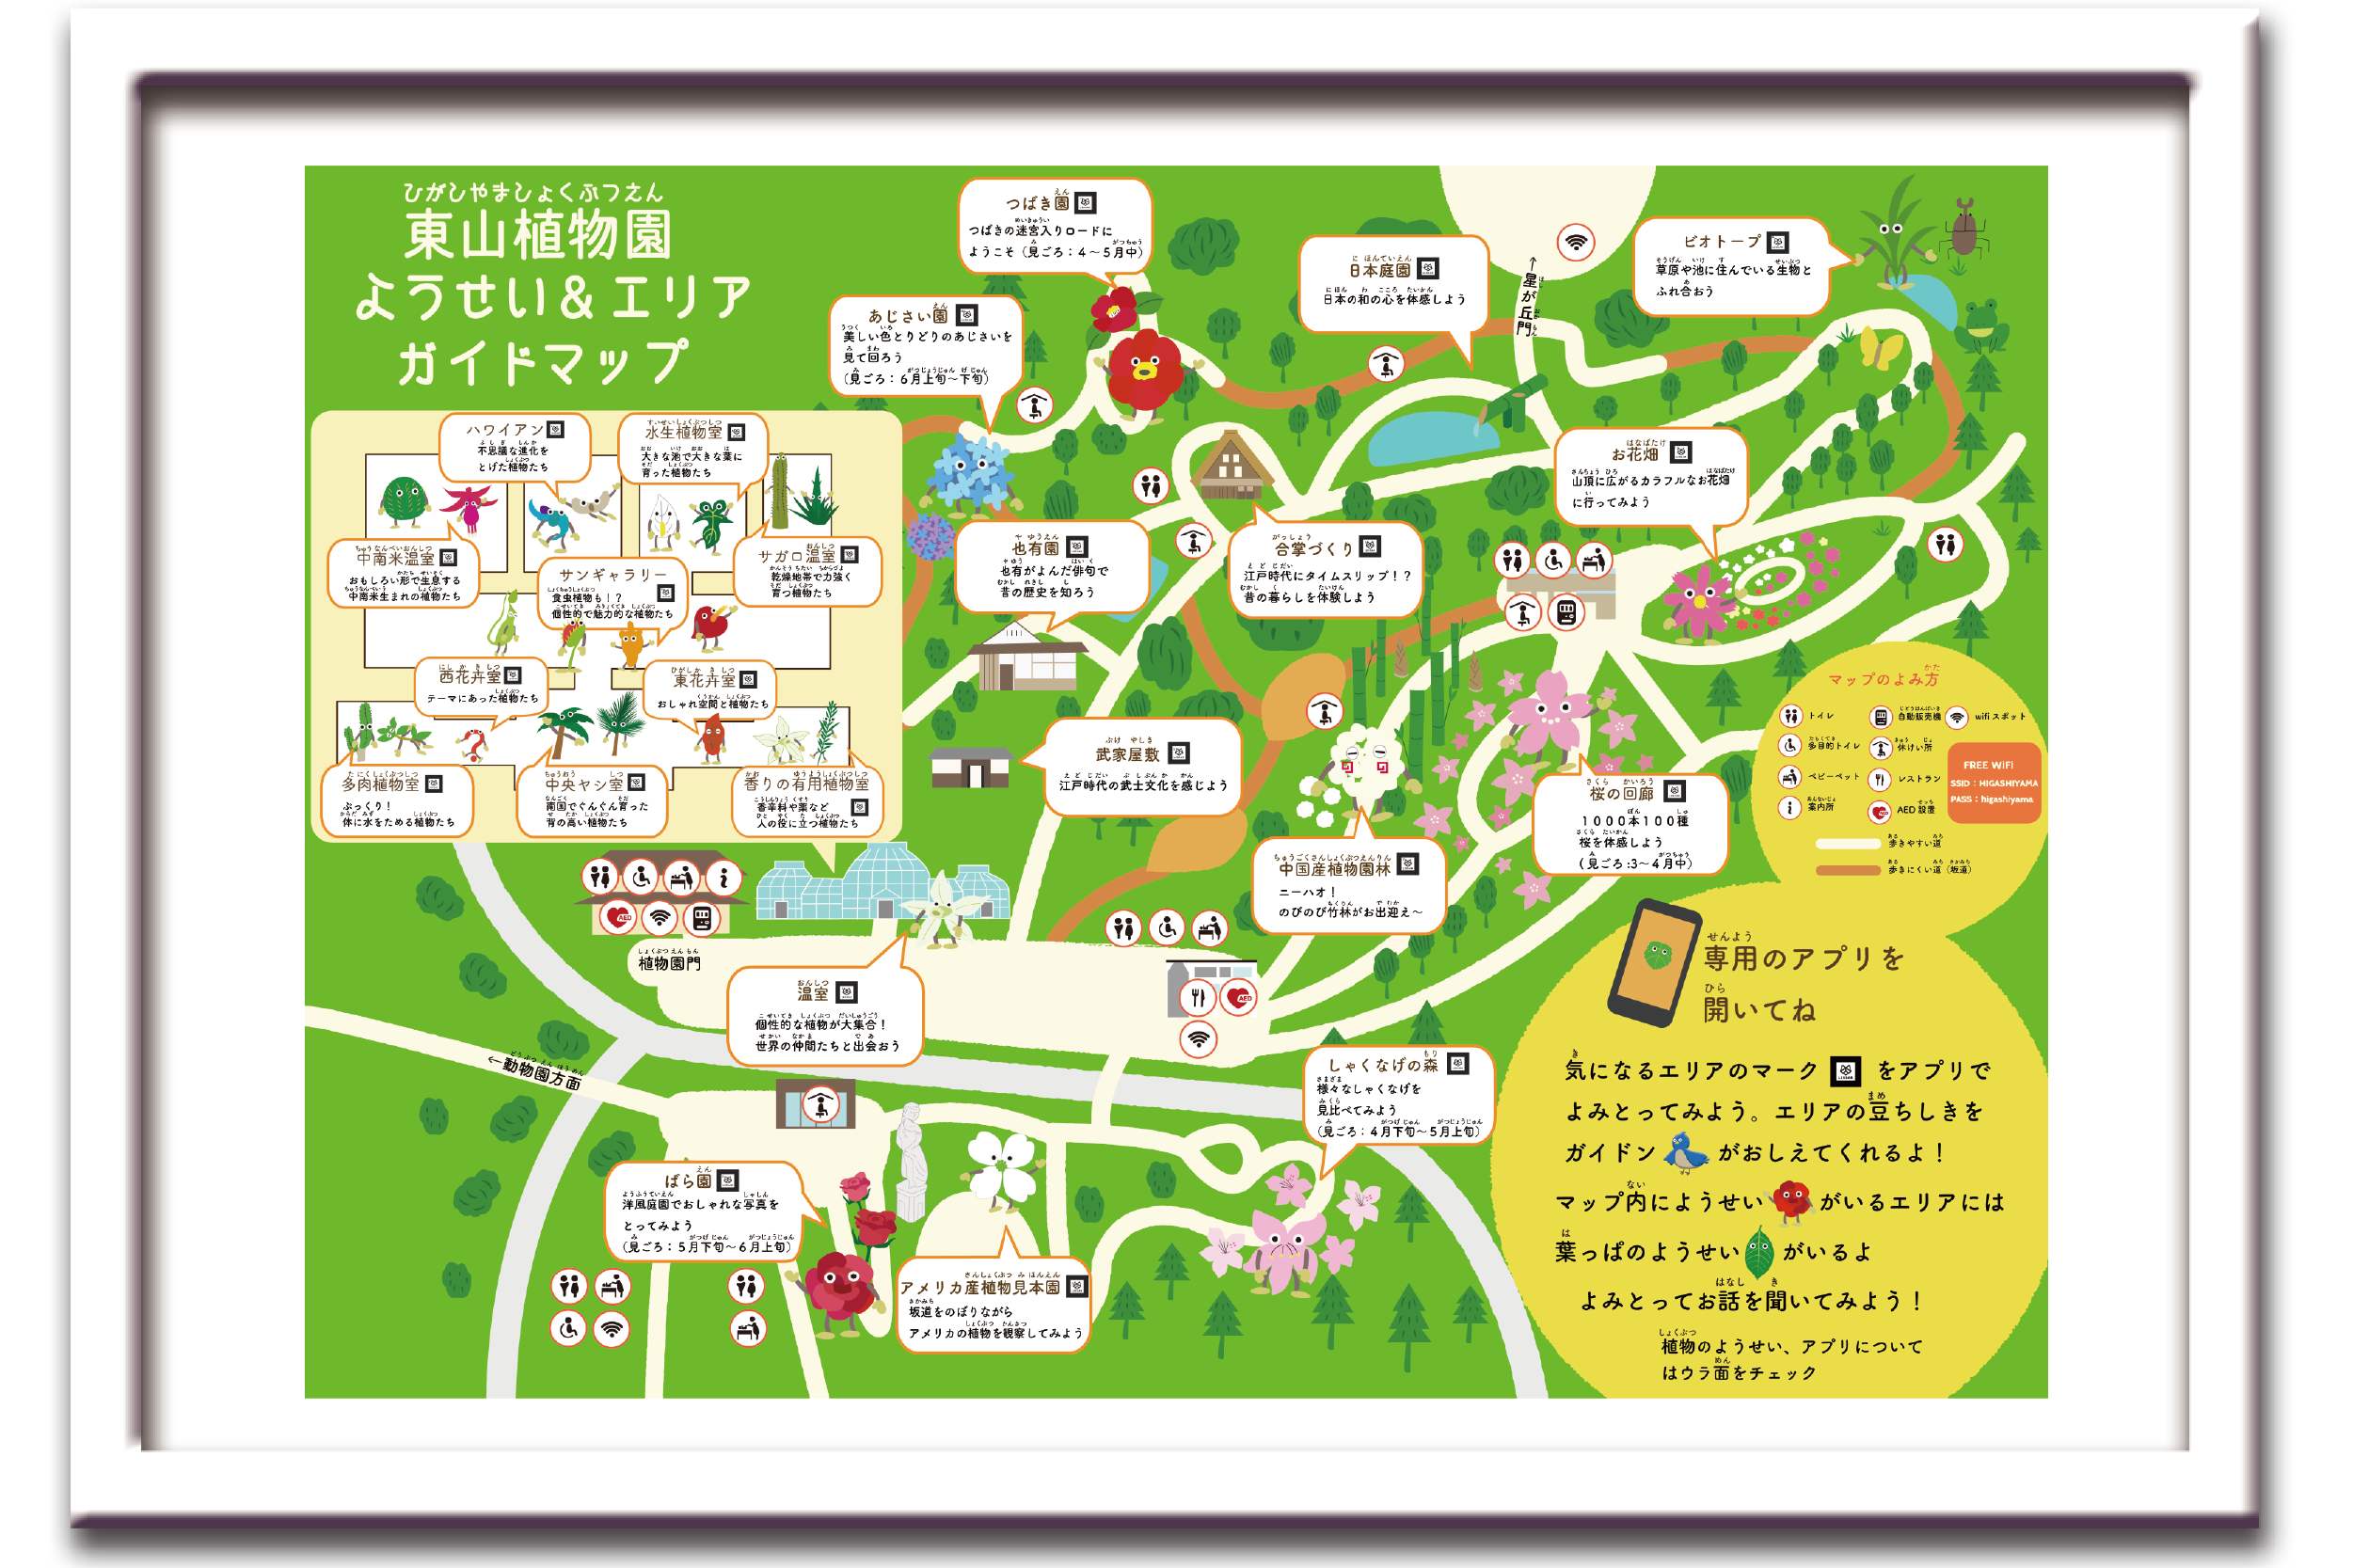 ひがしやましょくぶつえん
東山植物園
ようせい＆エリア
ガイドマップ
つばき園
つばきの迷宮入りロードに
ようこそ（見ごろ：4～5月中）
あじさい園
美しい色とりどりのあじさいを
見て回ろう
（見ごろ：6月上旬～下旬）
日本庭園
日本の和の心を体感しよう
↑星が丘門
ビオトープ
草原や池に住んでいる生物と
ふれ合おう
ハワイアン
不思議な進化を
とげた植物たち
水生植物室
大きな池で大きな葉に
育った植物たち
中南米温室
おもしろい形で生息する
中南米生まれの植物たち
サンギャラリー
食虫植物も！？
個性的で魅力的な植物たち
サガロ温室
乾燥地帯で力強く
育つ植物たち
西花卉室
テーマにあった植物たち
東花卉室
おしゃれ空間と植物たち
多肉植物室
ぷっくり！
体に水をためる植物たち
中央ヤシ室
南国でぐんぐん育った
背の高い植物たち
香りの有用植物室
香辛料や薬など
人の役に立つ植物たち
お花畑
山頂に広がるカラフルなお花畑
に行ってみよう
也有園
也有がよんだ俳句で
昔の歴史を知ろう
合掌づくり
江戸時代にタイムスリップ！？
昔の暮らしを体験しよう
武家屋敷
江戸時代の武士文化を感じよう
中国産植物園林
ニーハオ！
のびのび竹林がお出迎え～
桜の回廊
1000本100種
桜を体感しよう
（見ごろ:3～4月中）
マップのよみ方
トイレ
自動販売機
wifiスポット
多目的トイレ
休けい所
ベビーベット
レストラン
案内所
AED設置
FREE WiFi
SSID：HIGASHIYAMA
PASS：higashiyama
歩きやすい道
歩きにくい道（坂道）
AED
植物園門
温室
個性的な植物が大集合！
世界の仲間たちと出会おう
AED
←動物園方面
しゃくなげの森
様々なしゃくなげを
見比べてみよう
（見ごろ：4月下旬～5月上旬）
ばら園
洋風庭園でおしゃれな写真を
とってみよう
（見ごろ：5月下旬～6月上旬）
アメリカ産植物見本園
坂道をのぼりながら
アメリカの植物を観察してみよう
せんよう
専用のアプリを
ひら
開いてね
気になるエリアのマーク をアプリで
よみとってみよう。エリアの豆ちしきを
ガイドン がおしえてくれるよ！
マップ内にようせい がいるエリアには
葉っぱのようせい がいるよ
よみとってお話を聞いてみよう！
植物のようせい、アプリについて
はウラ面をチェック